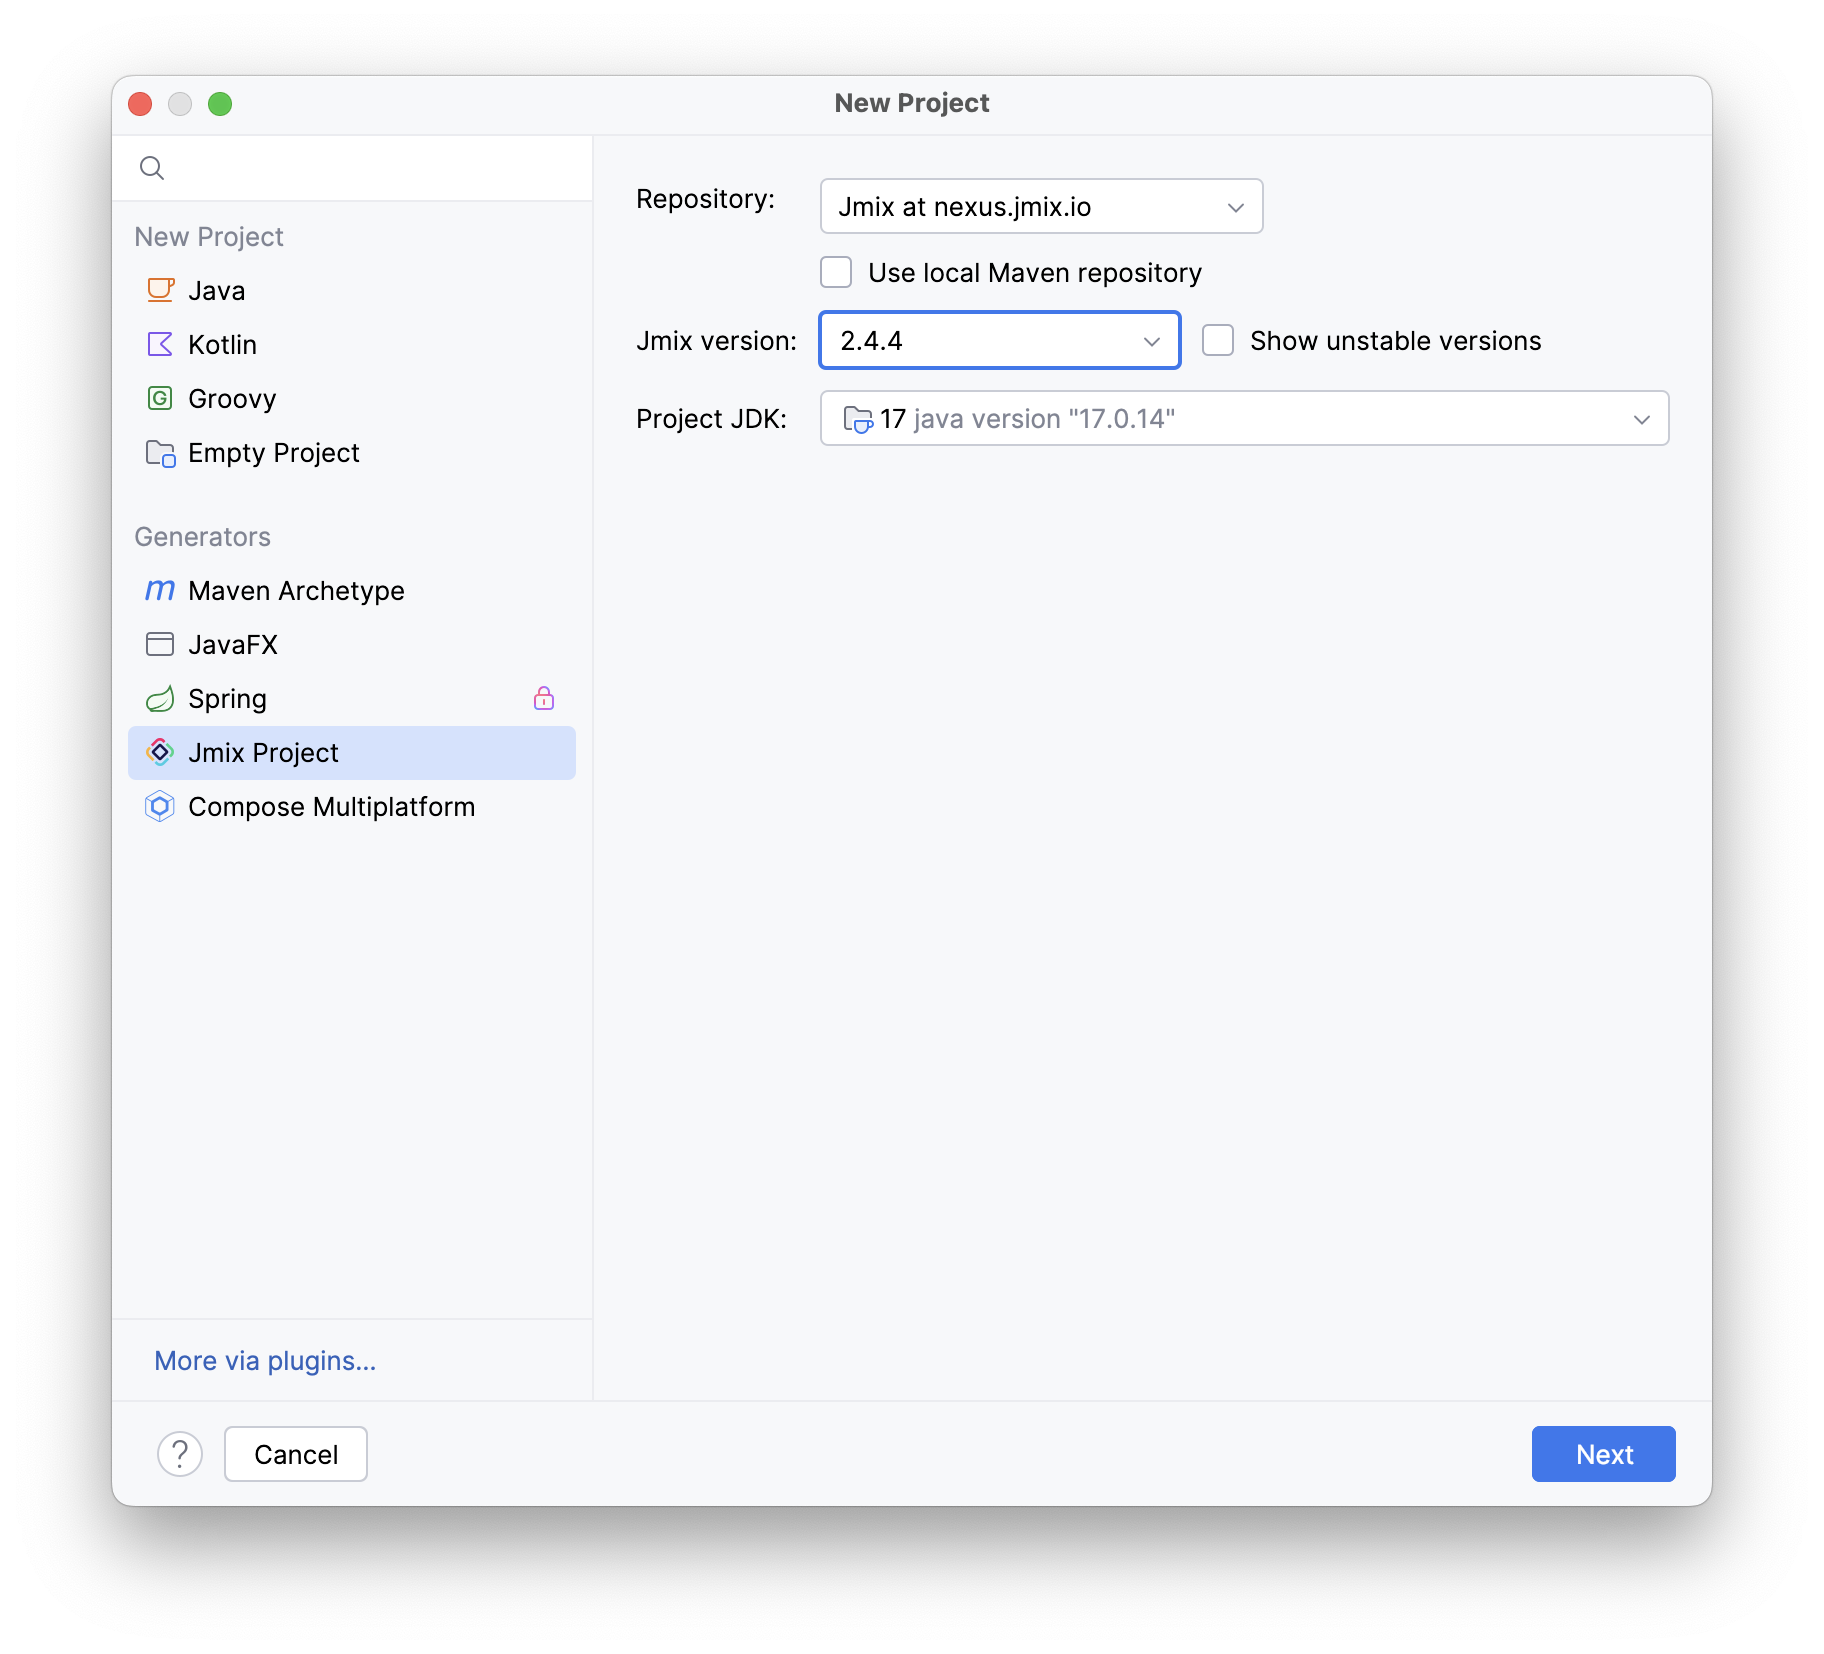 New Project
New Project
Java
Kotlin
G Groovy
Empty Project
Generators
m Maven Archetype
JavaFX
Spring
Jmix Project
Compose Multiplatform
More via plugins...
Repository: Jmix at nexus.jmix.io
Use local Maven repository
Jmix version: 2.4.4 Show unstable versions
Project JDK: 17 java version "17.0.14"
? Cancel Next